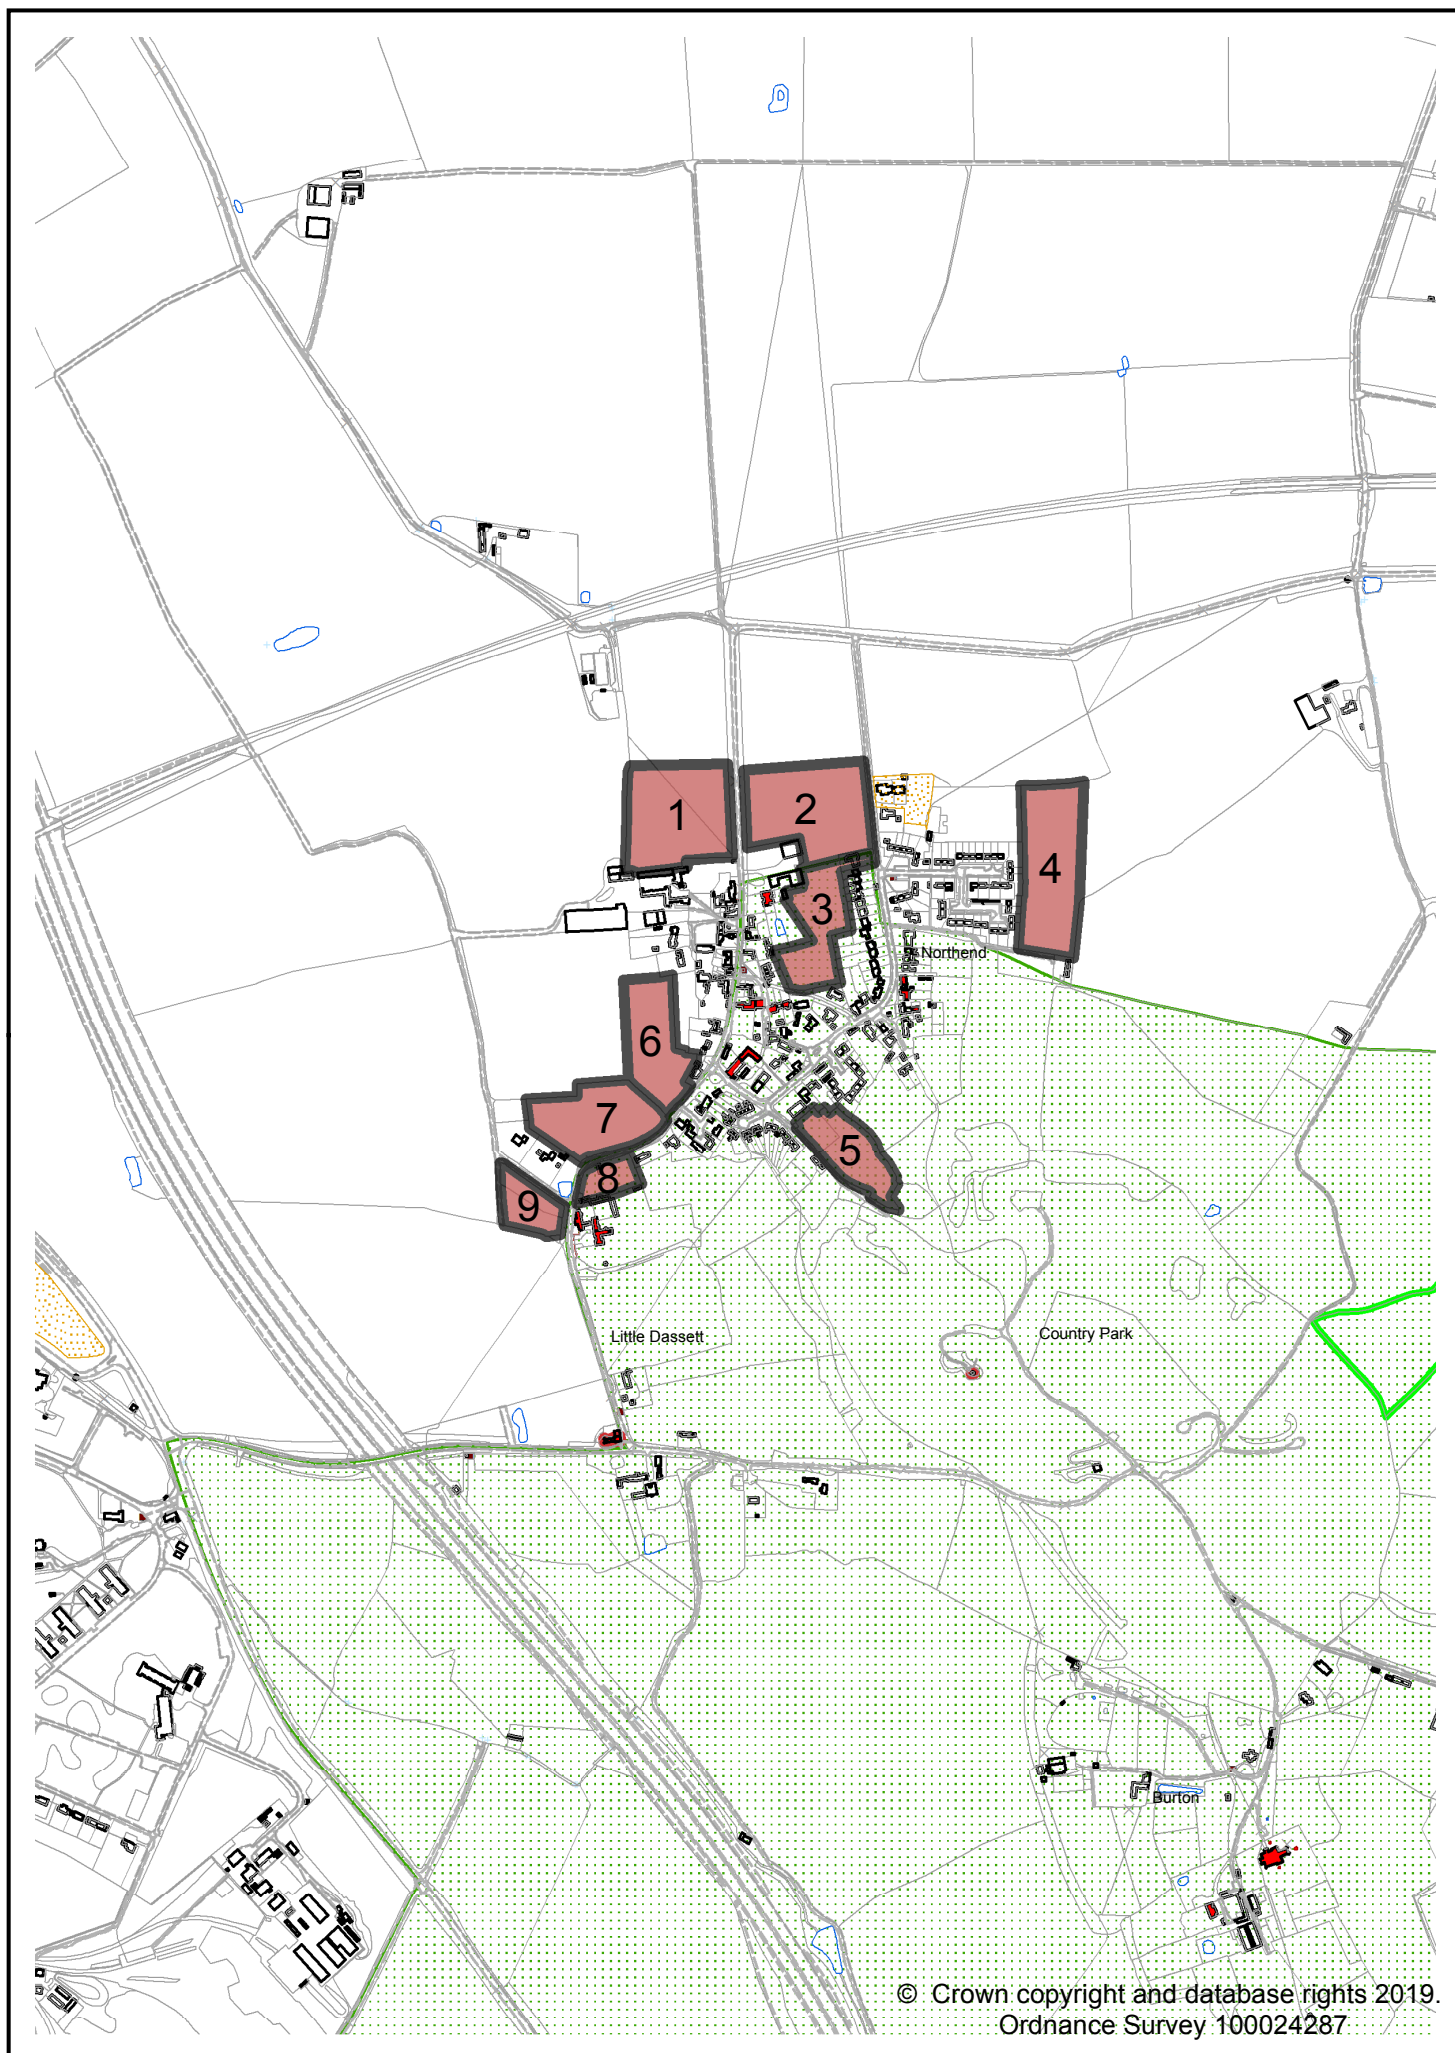 1
2
4
3
Northend
6
7
5
8
9
Little Dassett
Country Park
Burton
© Crown copyright and database rights 2019.
Ordnance Survey 100024287